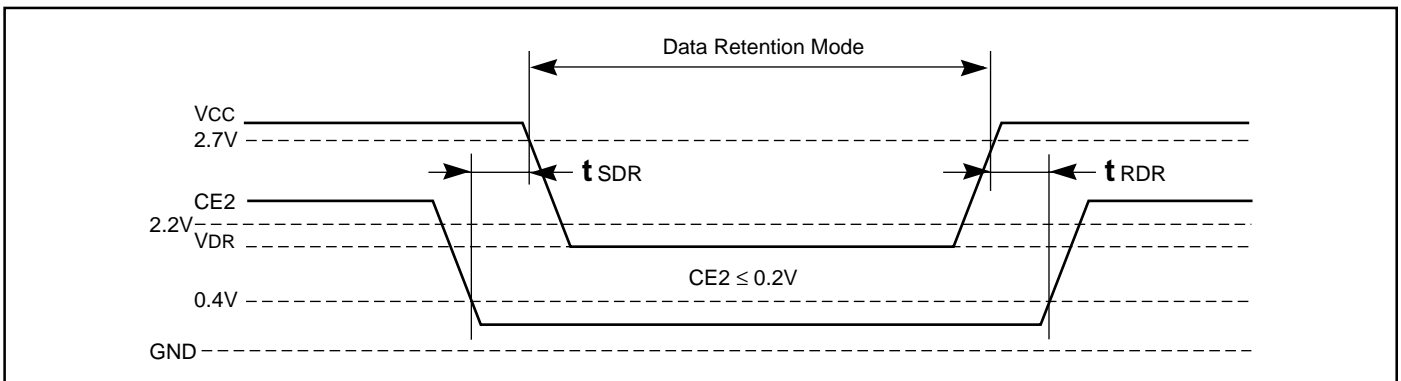 Data Retention Mode
VCC
2.7V
t SDR
t RDR
CE2
2.2V
VDR
CE2 ≤ 0.2V
0.4V
GND